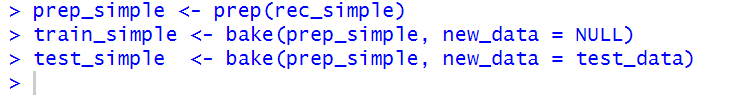 > prep_simple <- prep(rec_simple)
> train_simple <- bake(prep_simple, new_data = NULL)
> test_simple  <- bake(prep_simple, new_data = test_data)
>